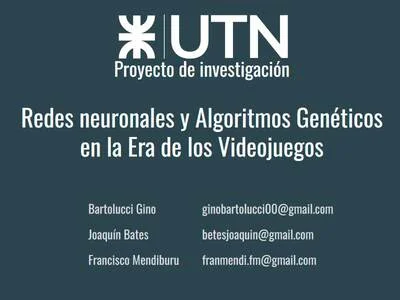 UTN
Proyecto de investigación
Redes neuronales y Algoritmos Genéticos
en la Era de los Videojuegos
Bartolucci Gino ginobartolucci00@gmail.com
Joaquín Bates betesjoaquin@gmail.com
Francisco Mendiburu franmendi.fm@gmail.com